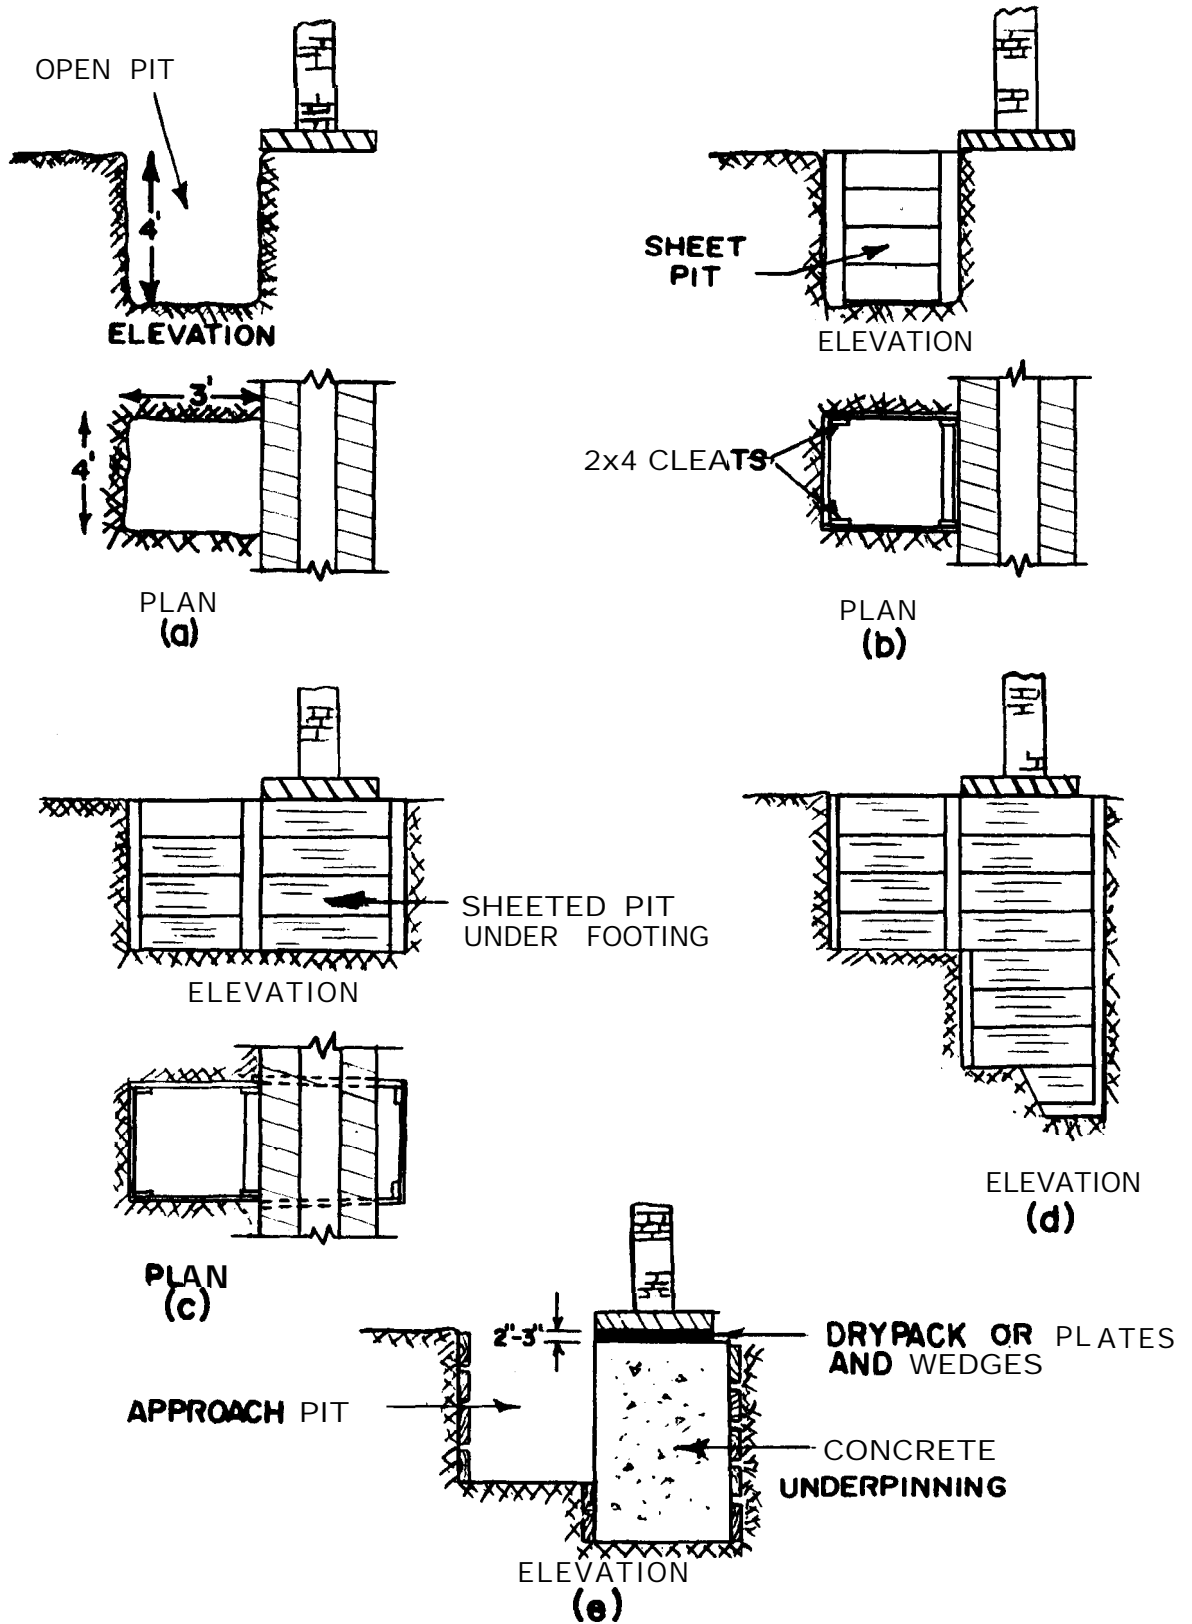 OPEN PIT
4'
ELEVATION
3'
4'
PLAN
(a)
SHEET
PIT
ELEVATION
2x4 CLEATS
PLAN
(b)
SHEETED PIT
UNDER FOOTING
ELEVATION
PLAN
(c)
ELEVATION
(d)
2"-3"
DRYPACK OR PLATES
AND WEDGES
APPROACH PIT
CONCRETE
UNDERPINNING
ELEVATION
(e)